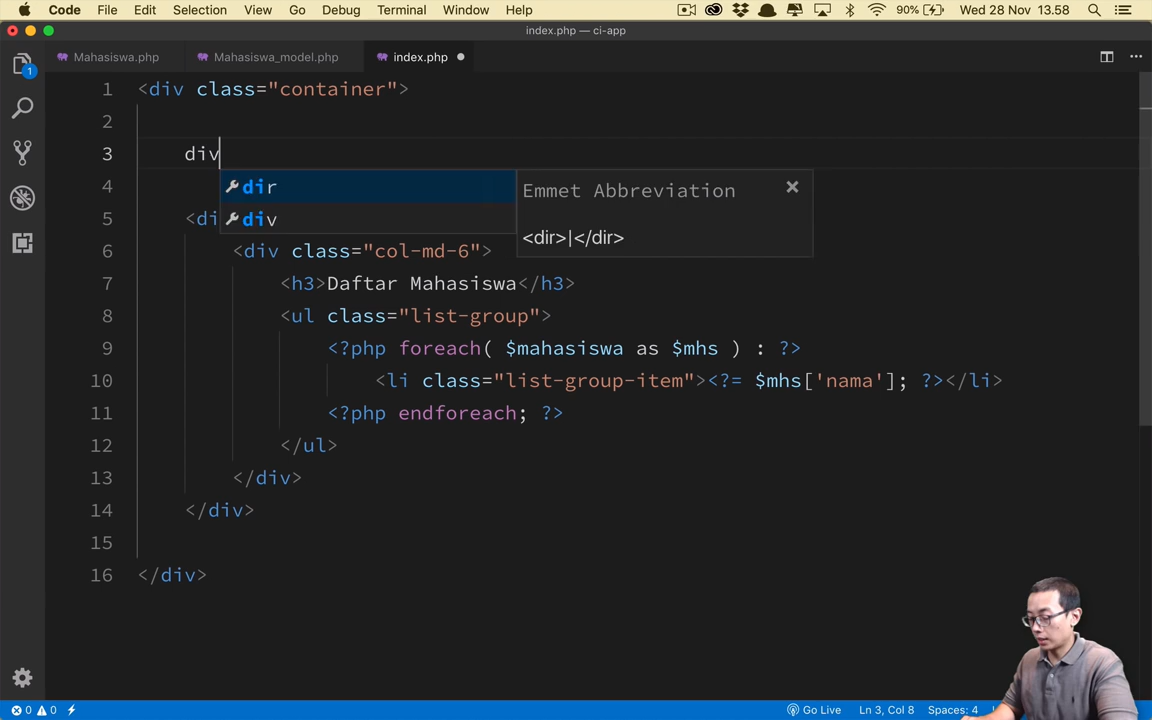 Code File Edit Selection View Go Debug Terminal Window Help 90% Wed 28 Nov 13.58
index.php — ci-app
Mahasiswa.php Mahasiswa_model.php index.php
1 <div class="container">
2
3 div
dir
div
Emmet Abbreviation
<dir>|</dir>
4
5 <di
6 <div class="col-md-6">
7 <h3>Daftar Mahasiswa</h3>
8 <ul class="list-group">
9 <?php foreach( $mahasiswa as $mhs ) : ?>
10 <li class="list-group-item"><?= $mhs['nama']; ?></li>
11 <?php endforeach; ?>
12 </ul>
13 </div>
14 </div>
15
16 </div>
1
0 0 Go Live Ln 3, Col 8 Spaces: 4